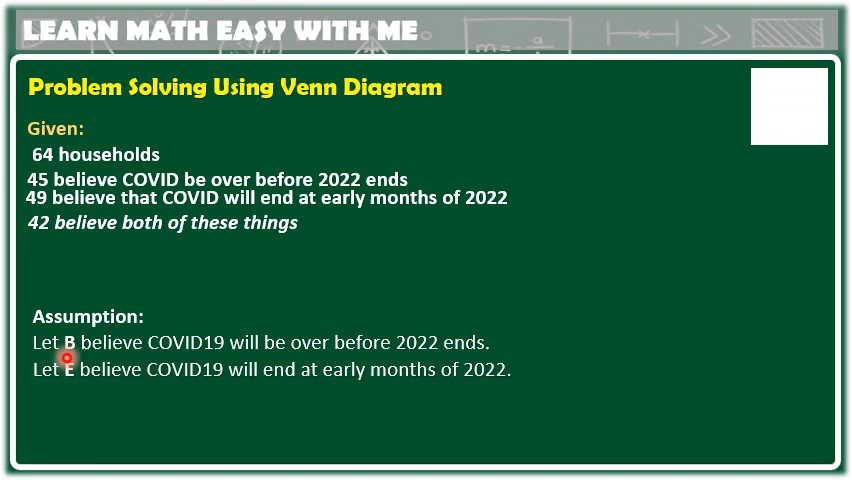 LEARN MATH EASY WITH ME
Problem Solving Using Venn Diagram
Given:
64 households
45 believe COVID be over before 2022 ends
49 believe that COVID will end at early months of 2022
42 believe both of these things
Assumption:
Let B believe COVID19 will be over before 2022 ends.
Let E believe COVID19 will end at early months of 2022.